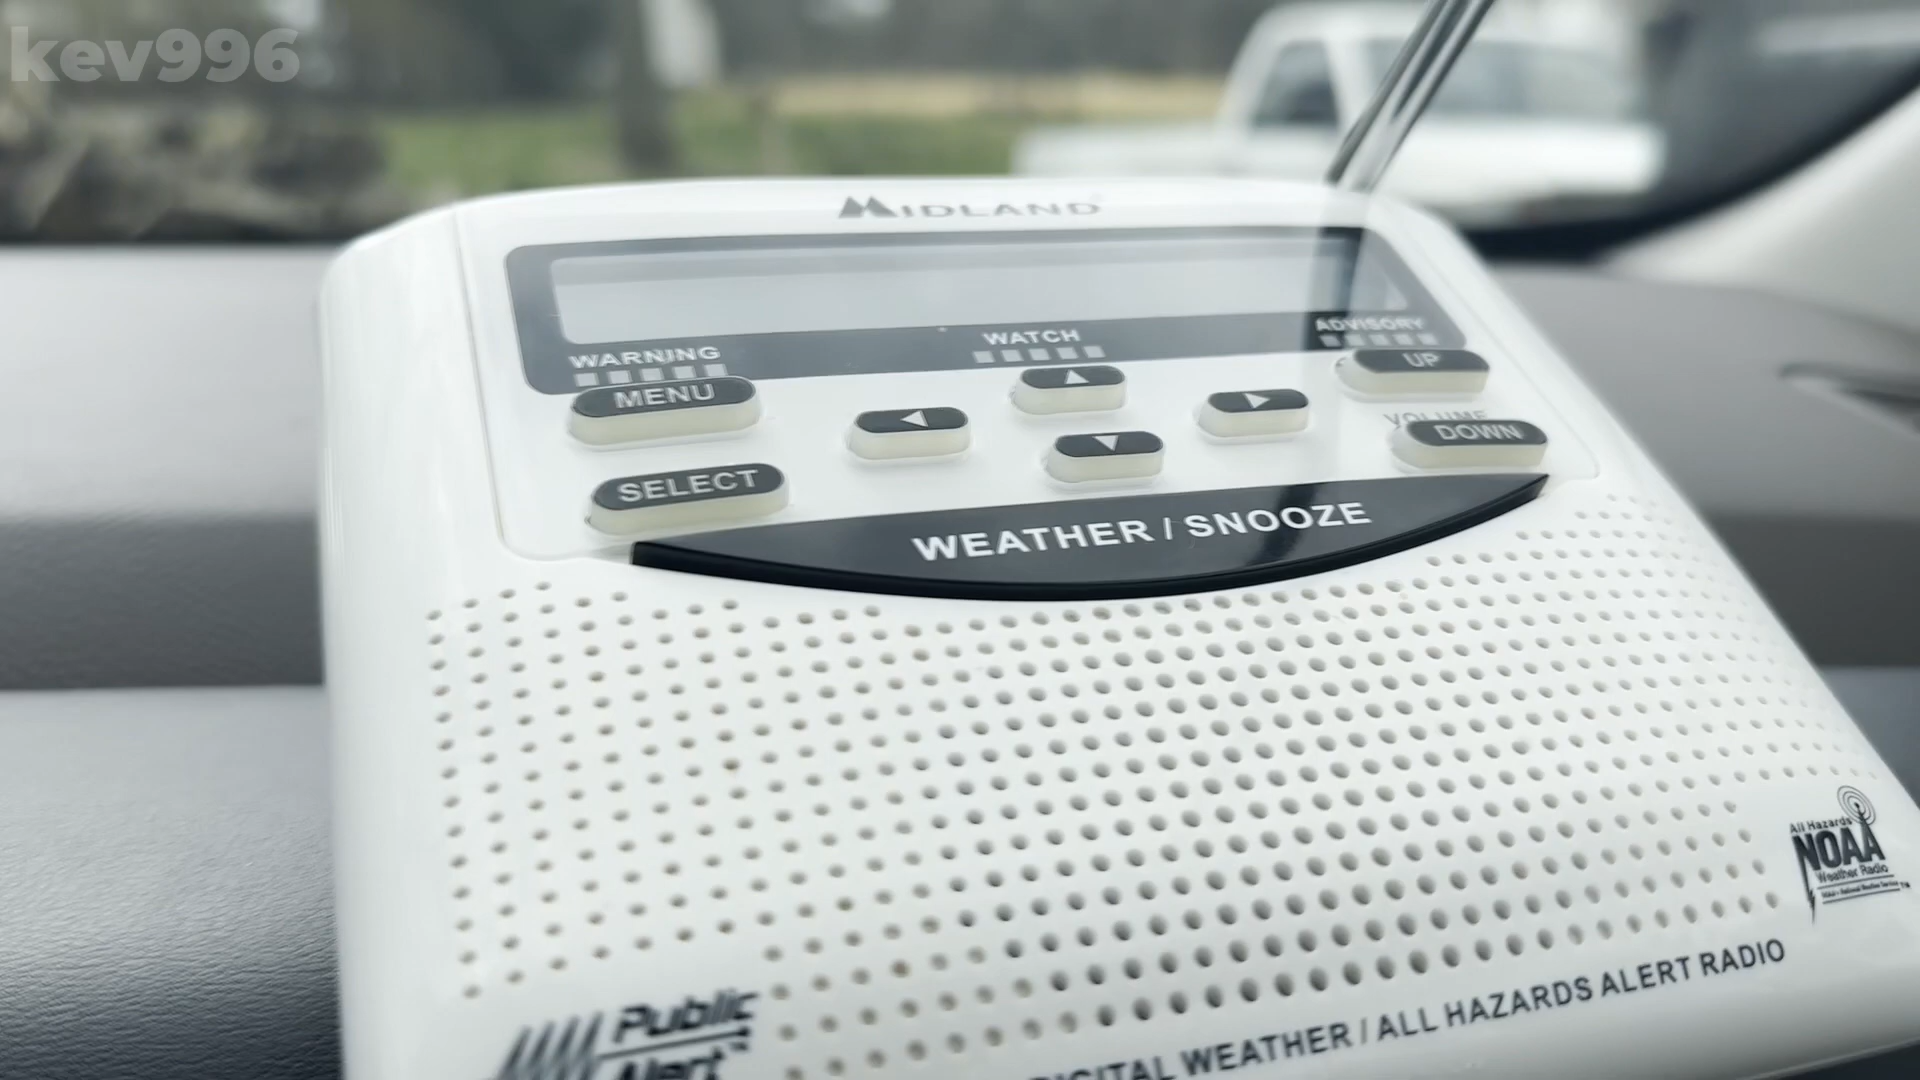 kev996
MIDLAND
WARNING
WATCH
ADVISORY
MENU
UP
VOLUME
DOWN
SELECT
WEATHER / SNOOZE
All Hazards
NOAA
Weather Radio
Public
Alert™
DIGITAL WEATHER / ALL HAZARDS ALERT RADIO